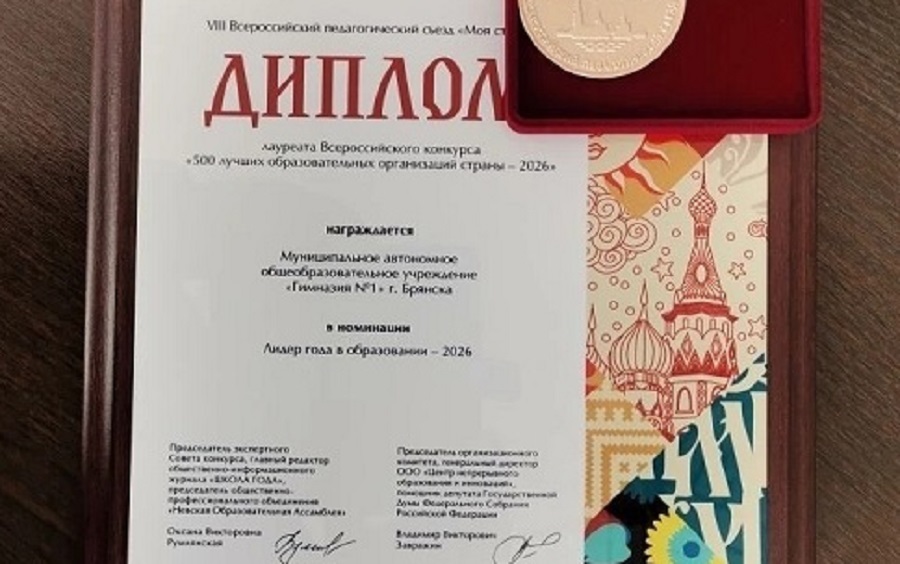 VIII Всероссийский педагогический съезд «Моя
ДИПЛОМ
лауреата Всероссийского конкурса
«500 лучших образовательных организаций страны – 2026»
награждается
Муниципальное автономное
общеобразовательное учреждение
«Гимназия №1» г. Брянска
в номинации
Лидер года в образовании – 2026
Председатель экспертного
Совета конкурса, главный редактор
общественно-информационного
журнала «ШКОЛА ГОДА»,
председатель общественно-
профессионального объединения
«Невская Образовательная Ассамблея»
Оксана Викторовна
Румянская
Председатель организационного
комитета, генеральный директор
ООО «Центр непрерывного
образования и инноваций»,
помощник депутата Государственной
Думы Федерального Собрания
Российской Федерации
Владимир Викторович
Завражин